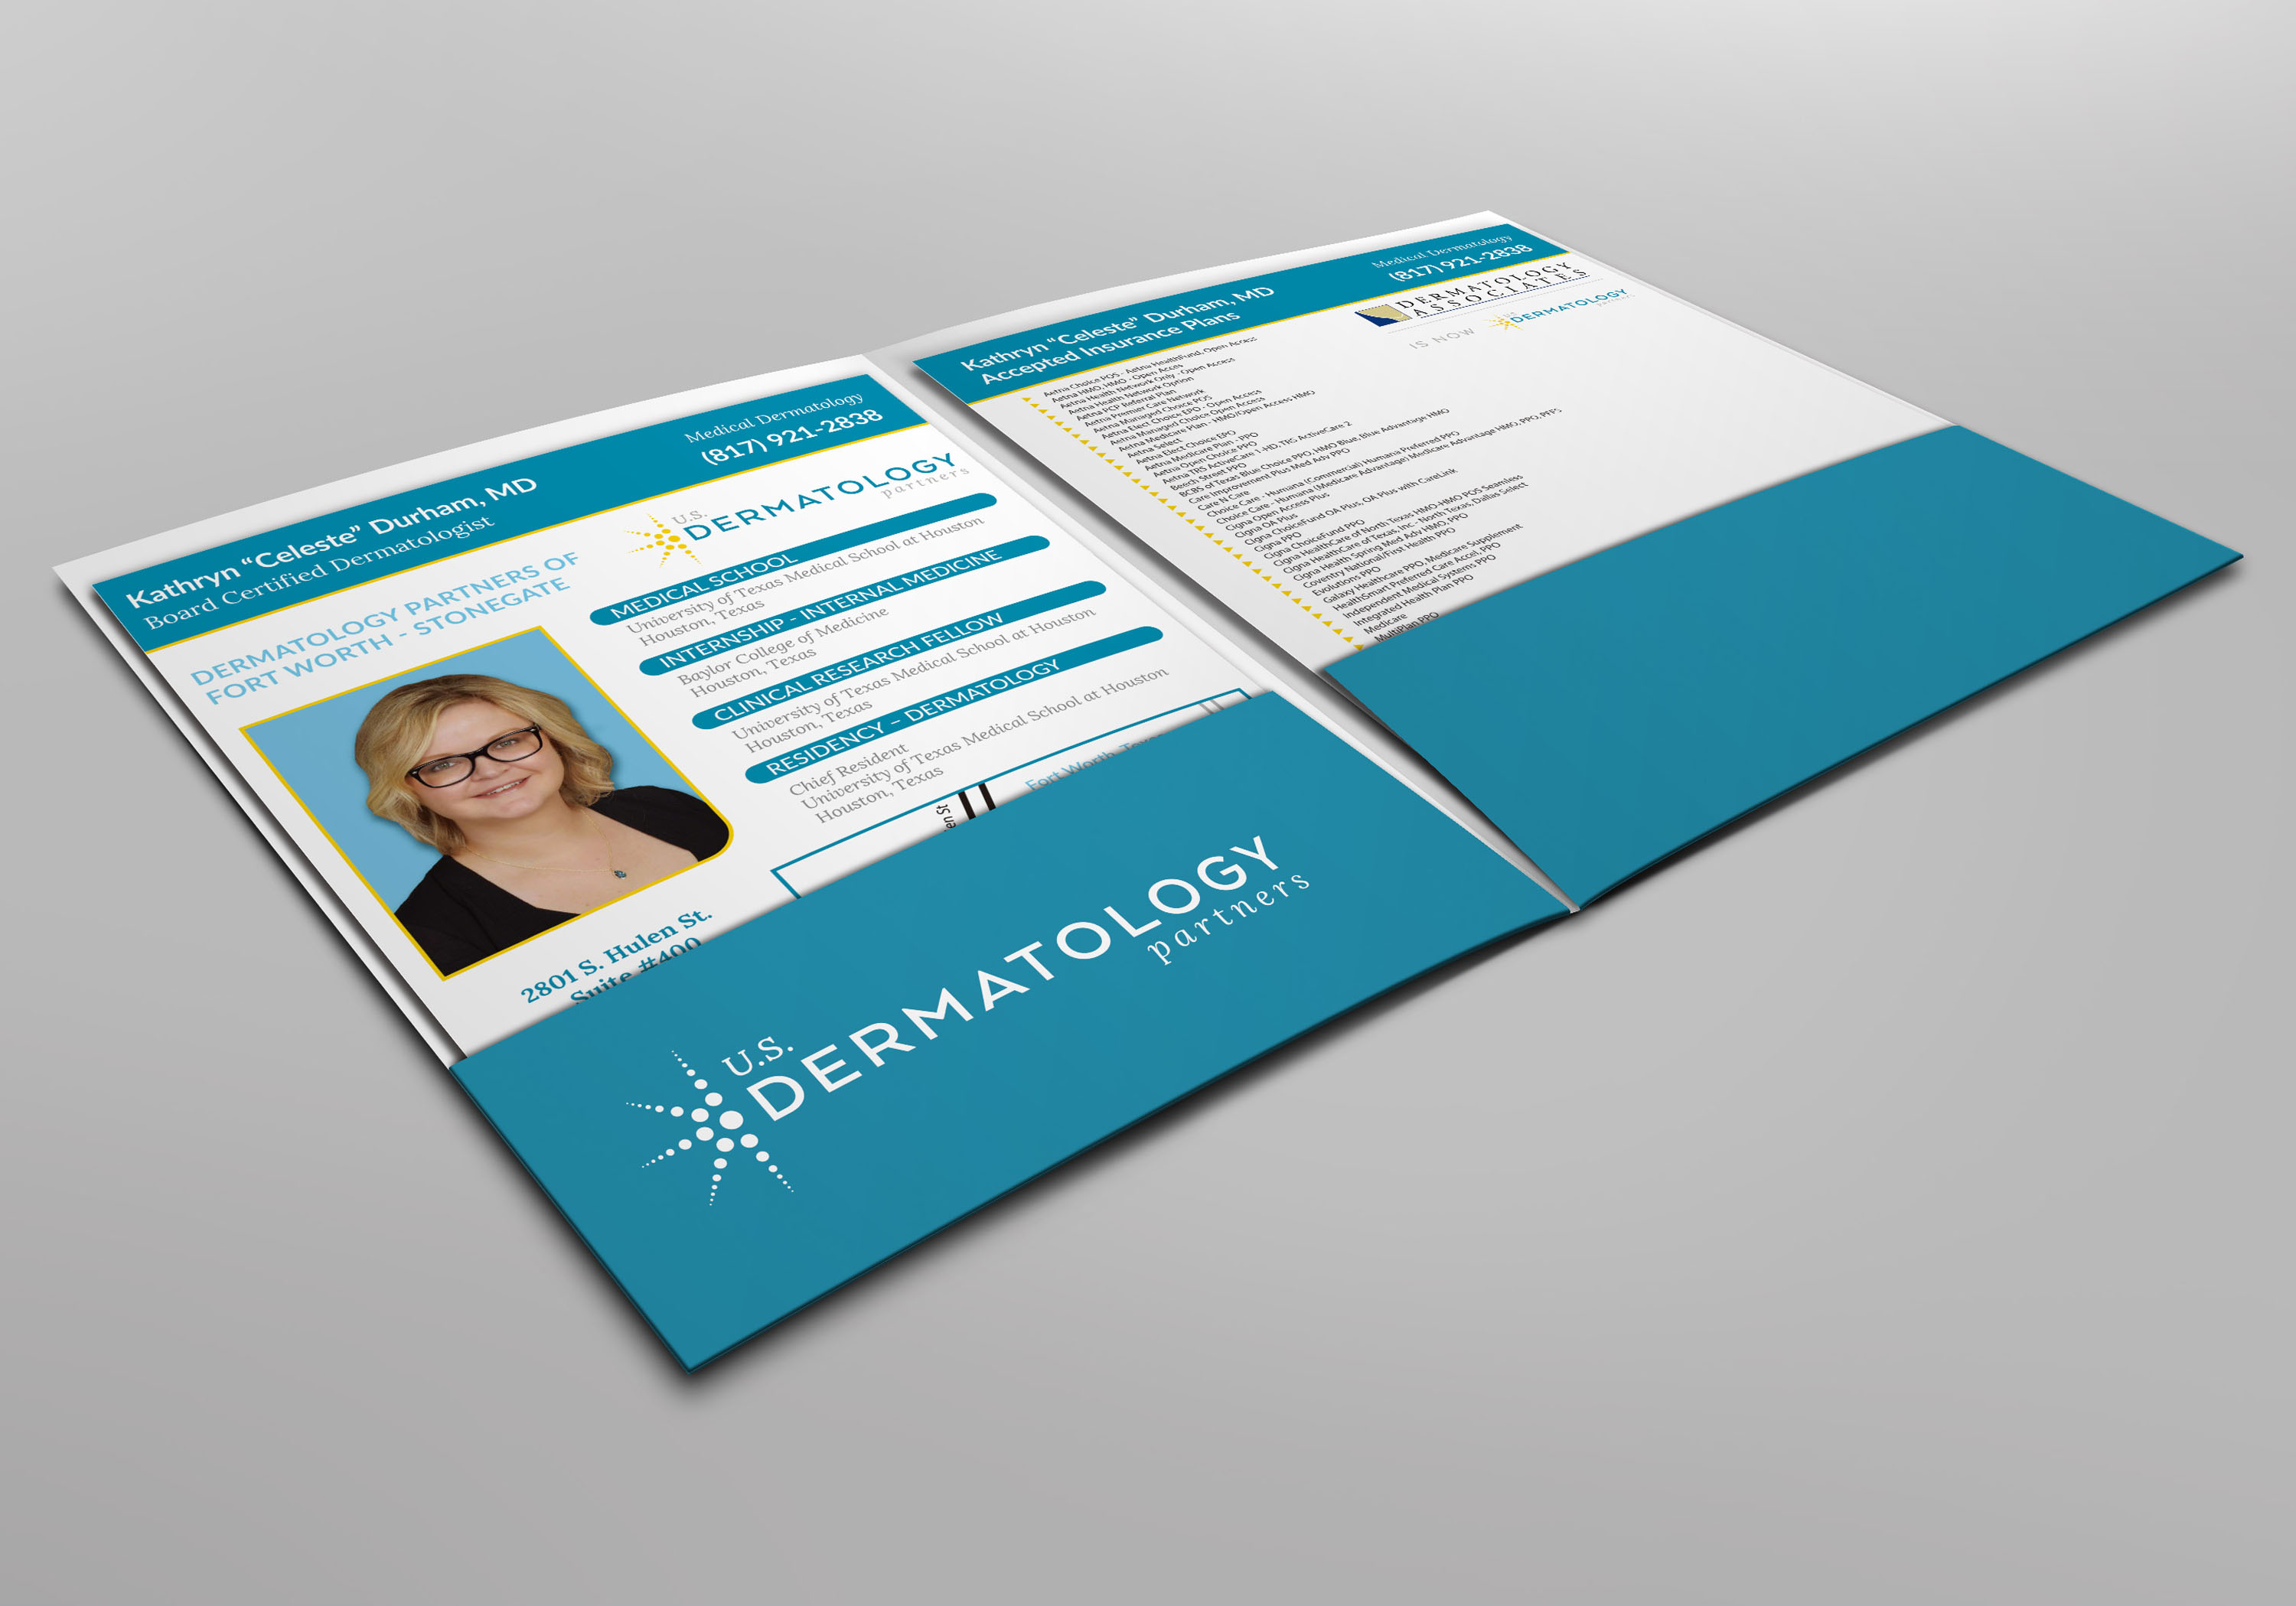 Kathryn “Celeste” Durham, MD
Board Certified Dermatologist
Medical Dermatology
(817) 921-2838
DERMATOLOGY PARTNERS OF
FORT WORTH - STONEGATE
U.S.
DERMATOLOGY
partners
MEDICAL SCHOOL
University of Texas Medical School at Houston
Houston, Texas
INTERNSHIP - INTERNAL MEDICINE
Baylor College of Medicine
Houston, Texas
CLINICAL RESEARCH FELLOW
University of Texas Medical School at Houston
Houston, Texas
RESIDENCY – DERMATOLOGY
Chief Resident
University of Texas Medical School at Houston
Houston, Texas
2801 S. Hulen St.
Suite #400
Fort Worth, Texas
St
U.S.
DERMATOLOGY
partners
Kathryn “Celeste” Durham, MD
Accepted Insurance Plans
Medical Dermatology
(817) 921-2838
DERMATOLOGY
ASSOCIATES
IS NOW
DERMATOLOGY
partners
Aetna Choice POS - Aetna HealthFund, Open Access
Aetna HMO, HMO - Open Acces
Aetna Health Network Only - Open Access
Aetna Health Network Option
Aetna PCP Referral Plan
Aetna Premier Care Network
Aetna Managed Choice POS
Aetna Elect Choice EPO - Open Access
Aetna Managed Choice Open Access
Aetna Medicare Plan - HMO/Open Access HMO
Aetna Select
Aetna Elect Choice EPO
Aetna Medicare Plan - PPO
Aetna Open Choice PPO
Aetna TRS ActiveCare 1-HD, TRS ActiveCare 2
Beech Street PPO
BCBS of Texas Blue Choice PPO, HMO Blue, Blue Advantage HMO
Care Improvement Plus Med Adv PPO
Care N Care
Choice Care - Humana (Commercial) Humana Preferred PPO
Choice Care - Humana (Medicare Advantage) Medicare Advantage HMO, PPO, PFFS
Cigna Open Access Plus
Cigna OA Plus
Cigna ChoiceFund OA Plus, OA Plus with CareLink
Cigna PPO
Cigna ChoiceFund PPO
Cigna HealthCare of North Texas HMO-HMO POS Seamless
Cigna HealthCare of Texas, Inc - North Texas, Dallas Select
Cigna Health Spring Med Adv HMO, PPO
Coventry National/First Health PPO
Evolutions PPO
Galaxy Healthcare PPO, Medicare Supplement
HealthSmart Preferred Care Accel, PPO
Independent Medical Systems PPO
Integrated Health Plan PPO
Medicare
MultiPlan PPO